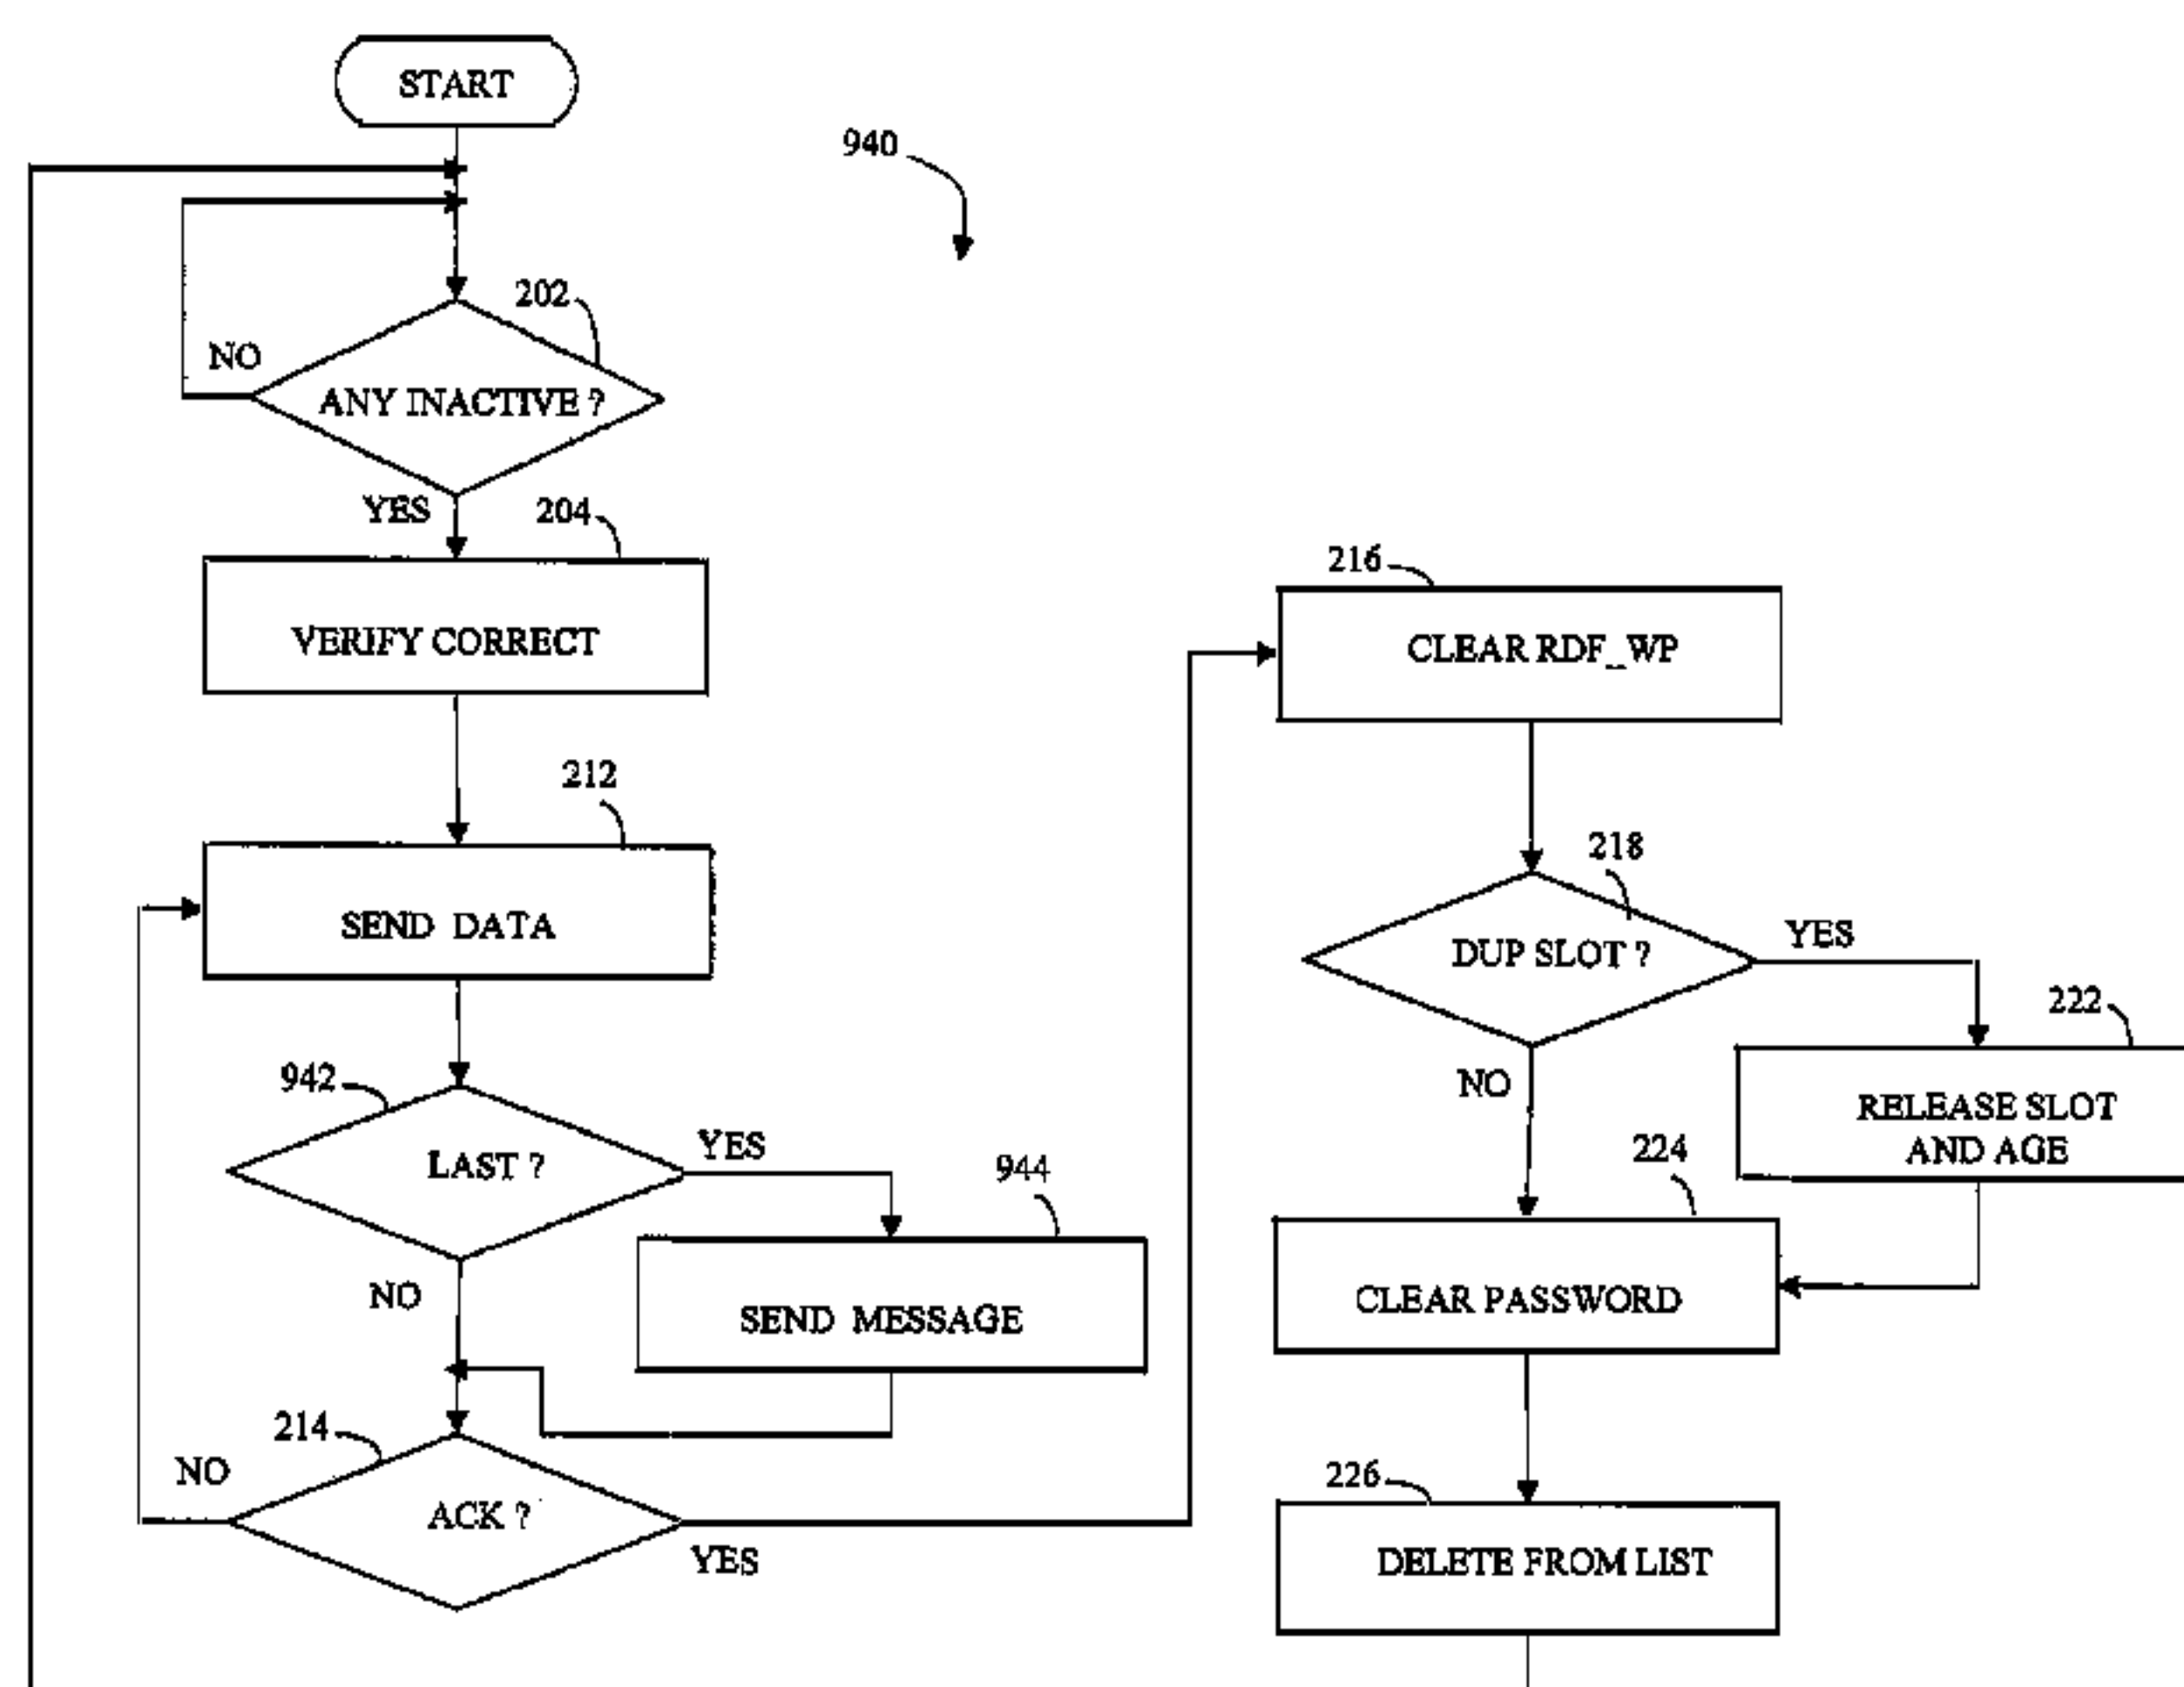 START
940
202
NO
ANY INACTIVE ?
YES
204
VERIFY CORRECT
212
SEND DATA
942
LAST ?
YES
944
NO
SEND MESSAGE
214
NO
ACK ?
YES
216
CLEAR RDF_WP
218
DUP SLOT ?
YES
222
NO
RELEASE SLOT
AND AGE
224
CLEAR PASSWORD
226
DELETE FROM LIST